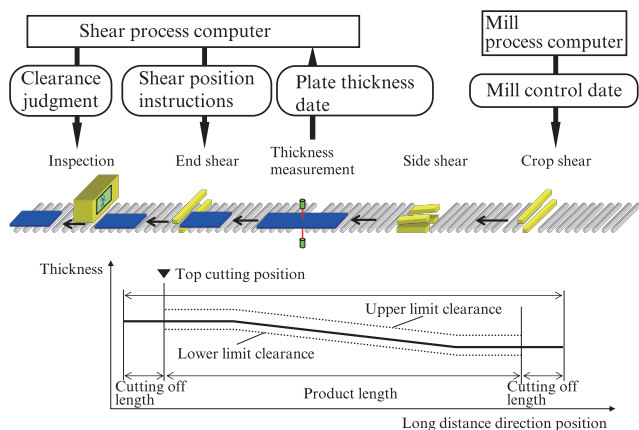 Shear process computer
Mill
process computer
Clearance
judgment
Shear position
instructions
Plate thickness
date
Mill control date
Inspection
End shear
Thickness
measurement
Side shear
Crop shear
Thickness
Top cutting position
Upper limit clearance
Lower limit clearance
Cutting off
length
Product length
Cutting off
length
Long distance direction position